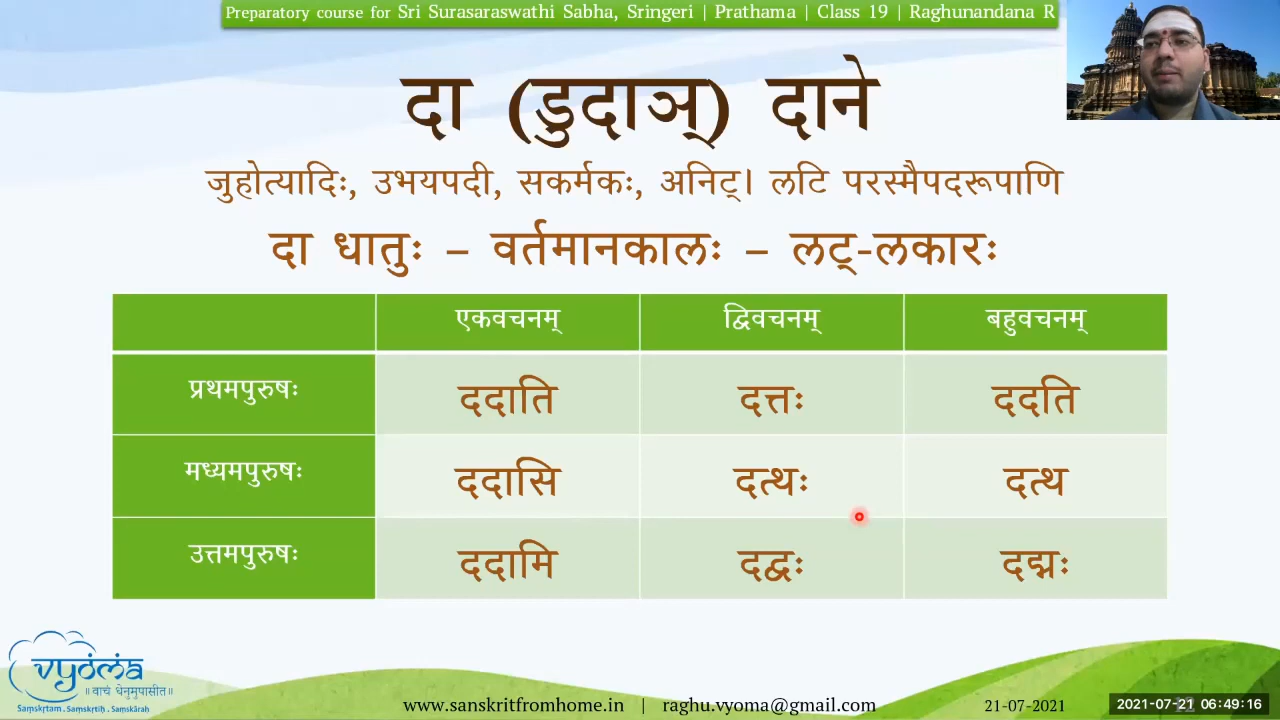 Preparatory course for Sri Surasaraswathi Sabha, Sringeri | Prathama | Class 19 | Raghunandana R
दा (डुदाञ्) दाने
जुहोत्यादिः, उभयपदी, सकर्मकः, अनिट्। लटि परस्मैपदरूपाणि
दा धातुः – वर्तमानकालः – लट्-लकारः
एकवचनम् द्विवचनम् बहुवचनम्
प्रथमपुरुषः ददाति दत्तः ददति
मध्यमपुरुषः ददासि दत्थः दत्थ
उत्तमपुरुषः ददामि दद्वः दद्मः
vyoma
॥ वाचं धेनुमुपासीत॥
Saṃskṛtam . Saṃskṛtiḥ . Saṃskārāḥ
www.sanskritfromhome.in | raghu.vyoma@gmail.com
21-07-2021
2021-07-21 06:49:16